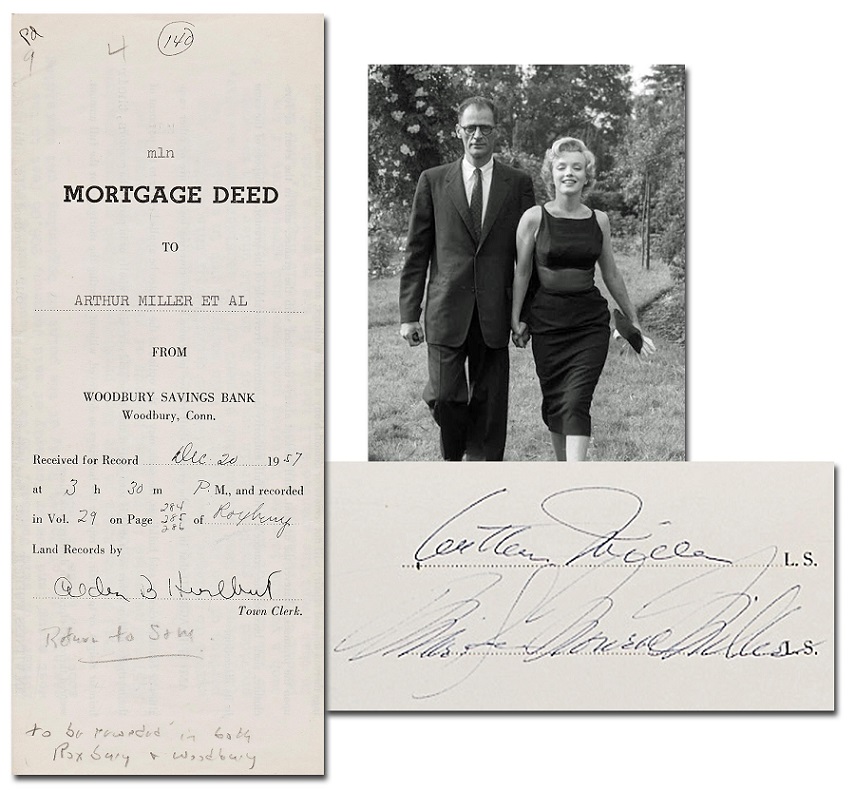 Pd
9
4
140
mln
MORTGAGE DEED
TO
ARTHUR MILLER ET AL
FROM
WOODBURY SAVINGS BANK
Woodbury, Conn.
Received for Record Dec. 20 1957
at 3 h 30 m P. M., and recorded
in Vol. 29 on Page 284 285 286 of Roxbury
Land Records by
Alden B Hurlbut
Town Clerk.
Return to Same.
to be recorded in both
Roxbury & Woodbury
Arthur Miller L. S.
Marilyn Monroe Miller L. S.